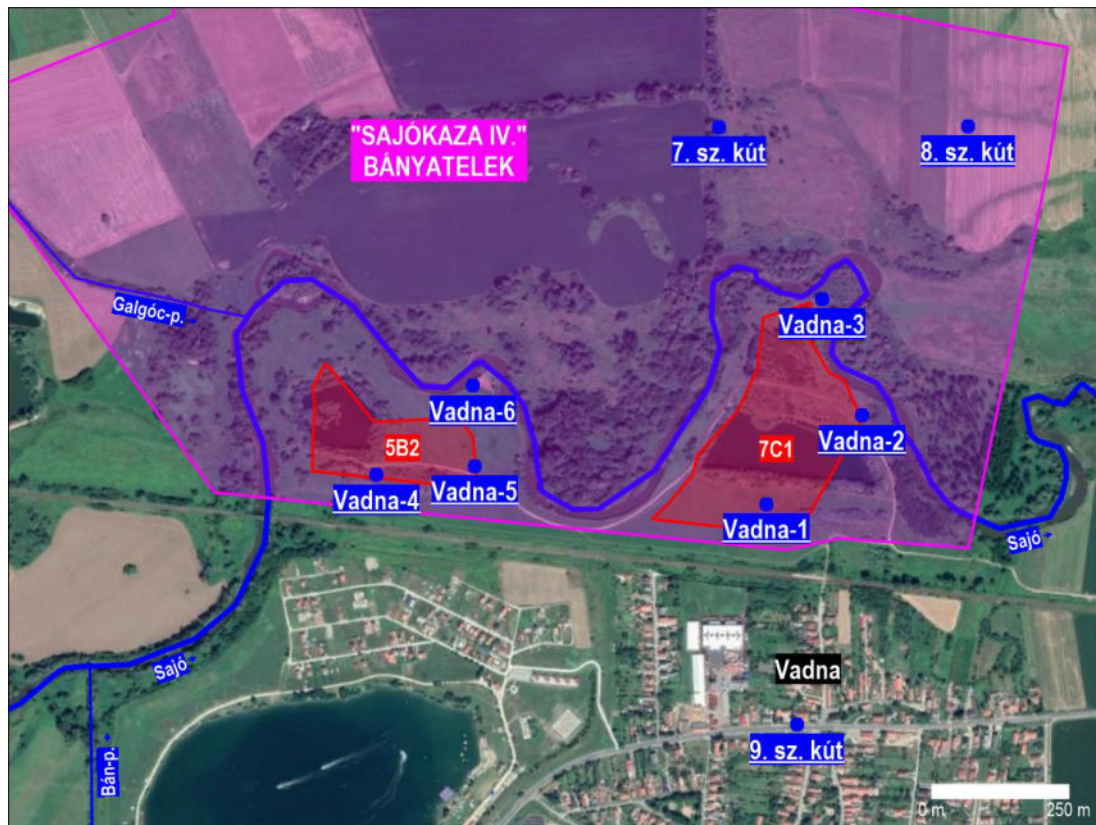 "SAJÓKAZA IV."
BÁNYATELEK
7. sz. kút
8. sz. kút
Galgóc-p.
Vadna-3
Vadna-6
Vadna-2
5B2
7C1
Vadna-4
Vadna-5
Vadna-1
Sajó
Sajó
Vadna
Bán-p.
9. sz. kút
0 m
250 m